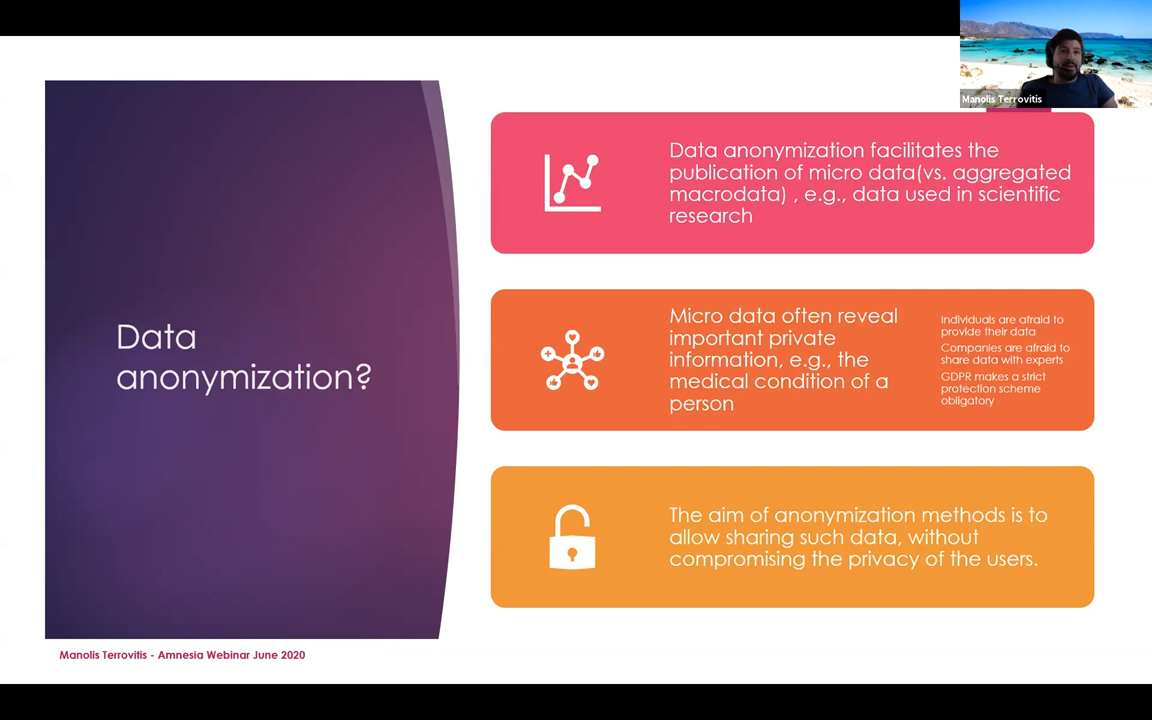 Manolis Terrovitis
Data
anonymization?
Data anonymization facilitates the
publication of micro data(vs. aggregated
macrodata) , e.g., data used in scientific
research
Micro data often reveal
important private
information, e.g., the
medical condition of a
person
Individuals are afraid to
provide their data
Companies are afraid to
share data with experts
GDPR makes a strict
protection scheme
obligatory
The aim of anonymization methods is to
allow sharing such data, without
compromising the privacy of the users.
Manolis Terrovitis - Amnesia Webinar June 2020